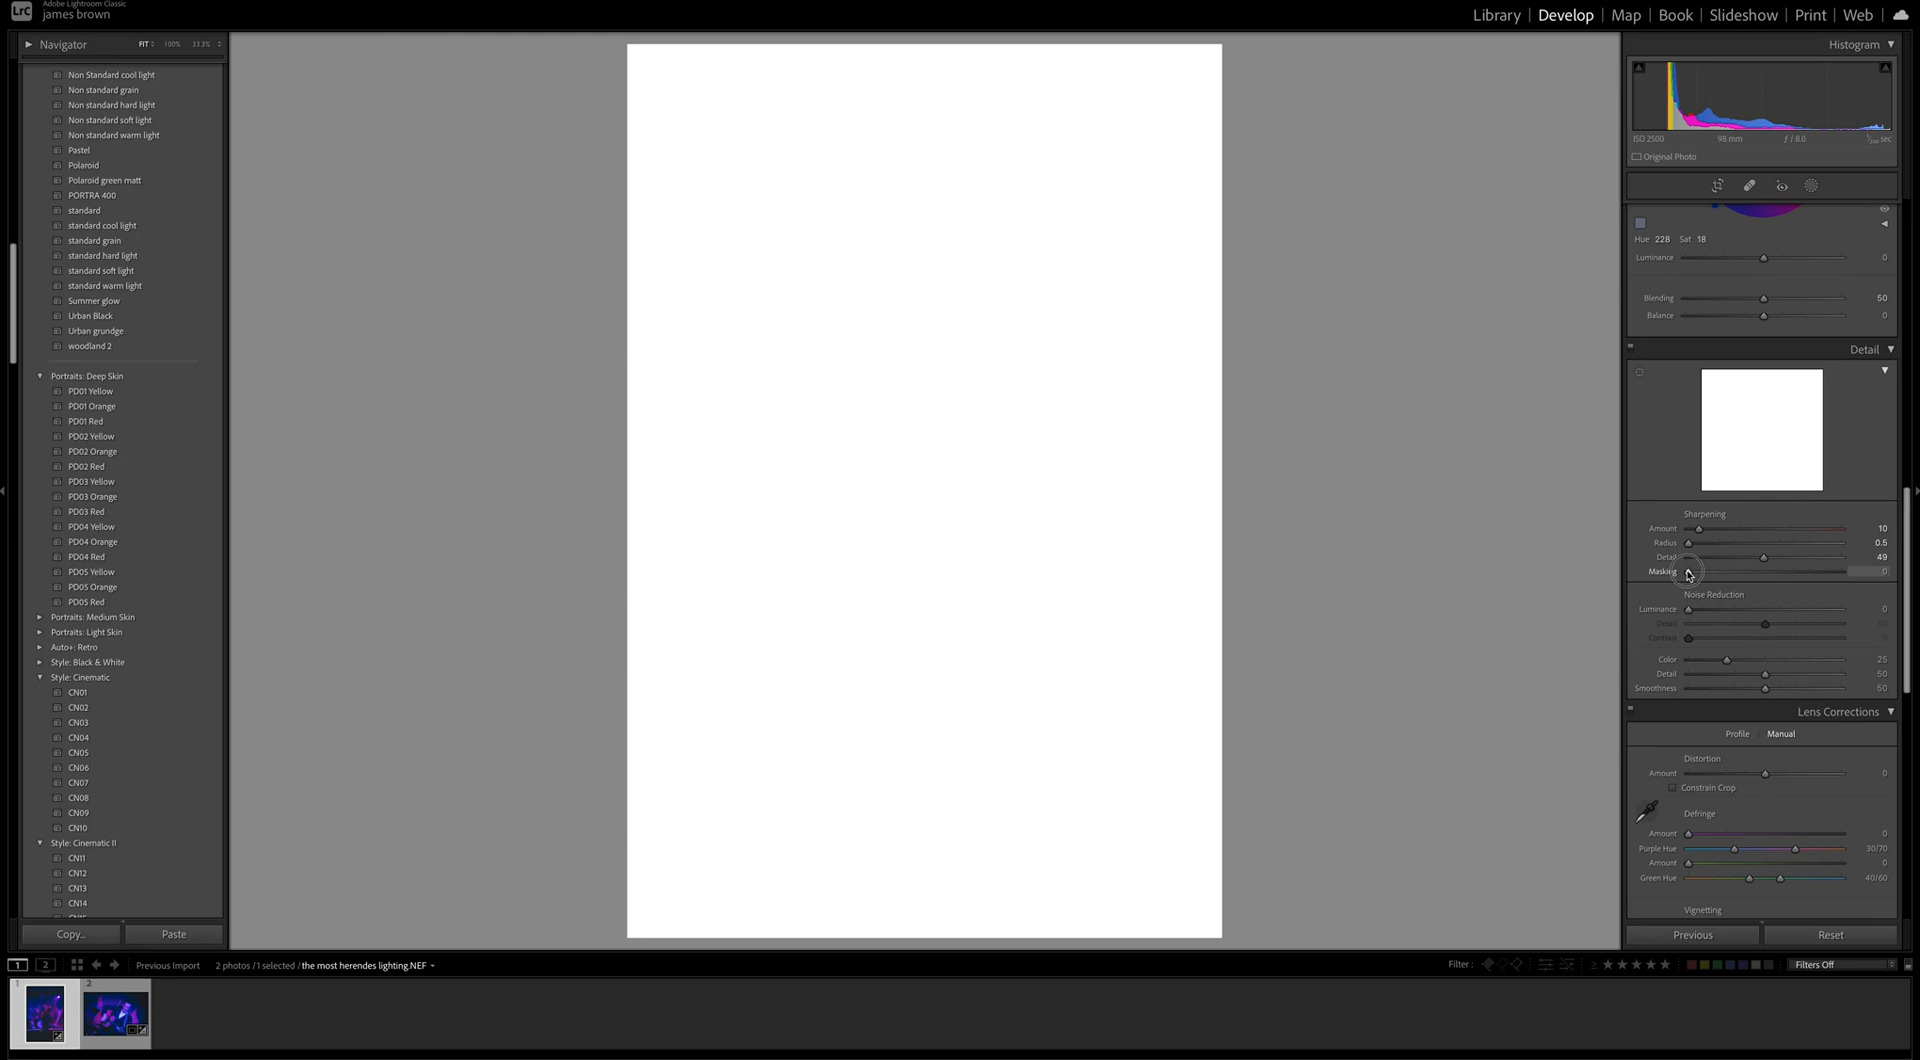 LrC
Adobe Lightroom Classic
james brown
Library | Develop | Map | Book | Slideshow | Print | Web
Navigator FIT 100% 33.3%
Non Standard cool light
Non standard grain
Non standard hard light
Non standard soft light
Non standard warm light
Pastel
Polaroid
Polaroid green matt
PORTRA 400
standard
standard cool light
standard grain
standard hard light
standard soft light
standard warm light
Summer glow
Urban Black
Urban grundge
woodland 2
Portraits: Deep Skin
PD01 Yellow
PD01 Orange
PD01 Red
PD02 Yellow
PD02 Orange
PD02 Red
PD03 Yellow
PD03 Orange
PD03 Red
PD04 Yellow
PD04 Orange
PD04 Red
PD05 Yellow
PD05 Orange
PD05 Red
Portraits: Medium Skin
Portraits: Light Skin
Auto+: Retro
Style: Black & White
Style: Cinematic
CN01
CN02
CN03
CN04
CN05
CN06
CN07
CN08
CN09
CN10
Style: Cinematic II
CN11
CN12
CN13
CN14
Copy... Paste
Histogram
ISO 2500 98 mm ƒ / 8.0 sec
Original Photo
Hue 228 Sat 18
Luminance 0
Blending 50
Balance 0
Detail
Sharpening
Amount 10
Radius 0.5
Detail 49
Masking 0
Noise Reduction
Luminance 0
Detail
Contrast 0
Color 25
Detail 50
Smoothness 50
Lens Corrections
Profile | Manual
Distortion
Amount 0
Constrain Crop
Defringe
Amount 0
Purple Hue 30/70
Amount 0
Green Hue 40/60
Vignetting
Previous Reset
1 2 Previous Import 2 photos /1 selected / the most herendes lighting.NEF Filter : ≥ ★★★★★ Filters Off
1 2